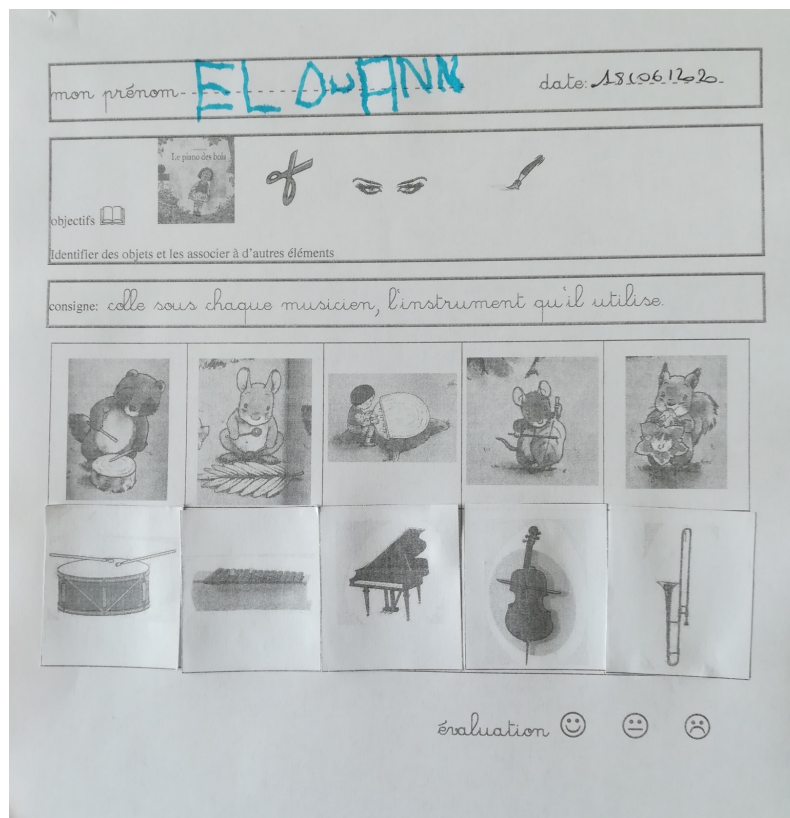 mon prénom ELOUANN date: 18/06/2020
Le piano des bois
objectifs
Identifier des objets et les associer à d'autres éléments
consigne: colle sous chaque musicien, l'instrument qu'il utilise.
évaluation